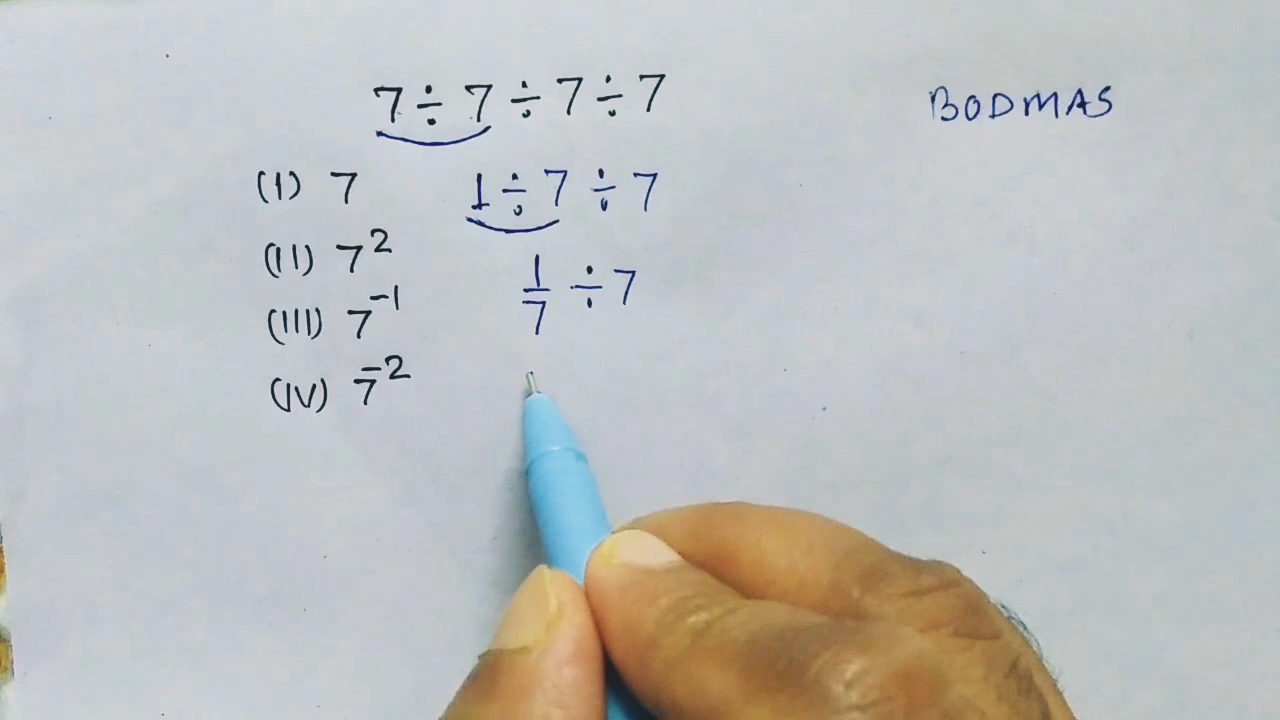 7 ÷ 7 ÷ 7 ÷ 7
BODMAS
(I) 7
1 ÷ 7 ÷ 7
(II) 7²
1/7 ÷ 7
(III) 7⁻¹
(IV) 7⁻²